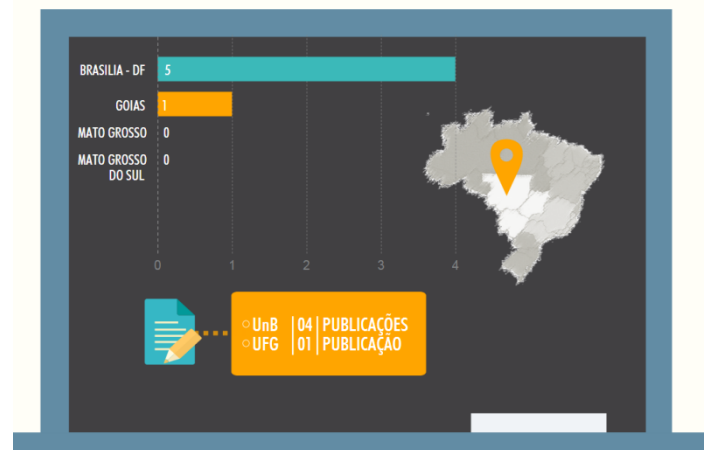 BRASILIA - DF 5
GOIAS 1
MATO GROSSO 0
MATO GROSSO 0
DO SUL
0 1 2 3 4
○ UnB | 04 | PUBLICAÇÕES
○ UFG | 01 | PUBLICAÇÃO